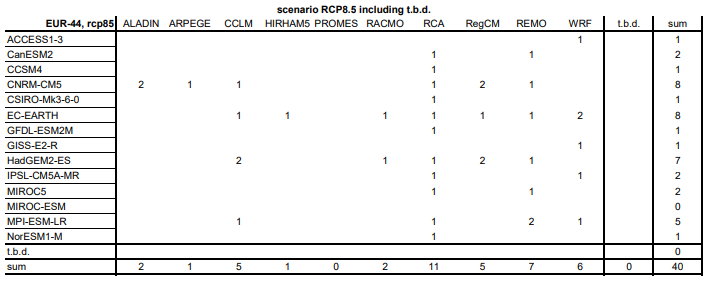 scenario RCP8.5 including t.b.d.
EUR-44, rcp85 ALADIN ARPEGE CCLM HIRHAM5 PROMES RACMO RCA RegCM REMO WRF t.b.d. sum
ACCESS1-3 1 1
CanESM2 1 1 2
CCSM4 1 1
CNRM-CM5 2 1 1 1 2 1 8
CSIRO-Mk3-6-0 1 1
EC-EARTH 1 1 1 1 1 1 2 8
GFDL-ESM2M 1 1
GISS-E2-R 1 1
HadGEM2-ES 2 1 1 2 1 7
IPSL-CM5A-MR 1 1 2
MIROC5 1 1 2
MIROC-ESM 0
MPI-ESM-LR 1 1 2 1 5
NorESM1-M 1 1
t.b.d. 0
sum 2 1 5 1 0 2 11 5 7 6 0 40